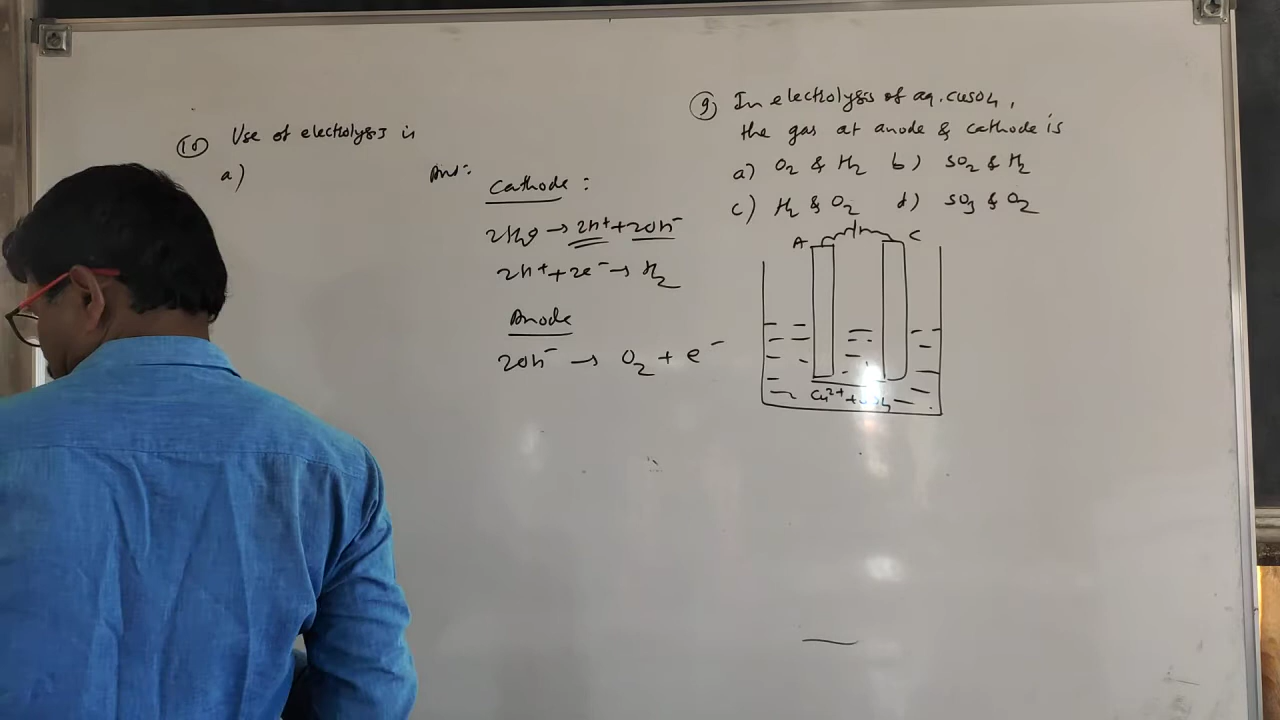 9) In electrolysis of aq. CuSO4,
the gas at anode & cathode is
a) O2 & H2 b) SO2 & H2
c) H2 & O2 d) SO3 & O2
A C
Cu²⁺ +
Ans:
Cathode :
2H2O → 2H⁺ + 2OH⁻
2H⁺ + 2e⁻ → H2
Anode
2OH⁻ → O2 + e⁻
10) Use of electrolysis is
a)